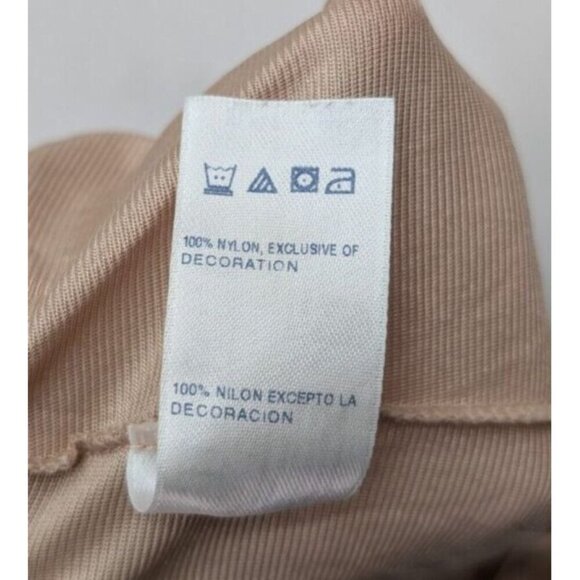 100% NYLON, EXCLUSIVE OF
DECORATION
100% NILON EXCEPTO LA
DECORACION